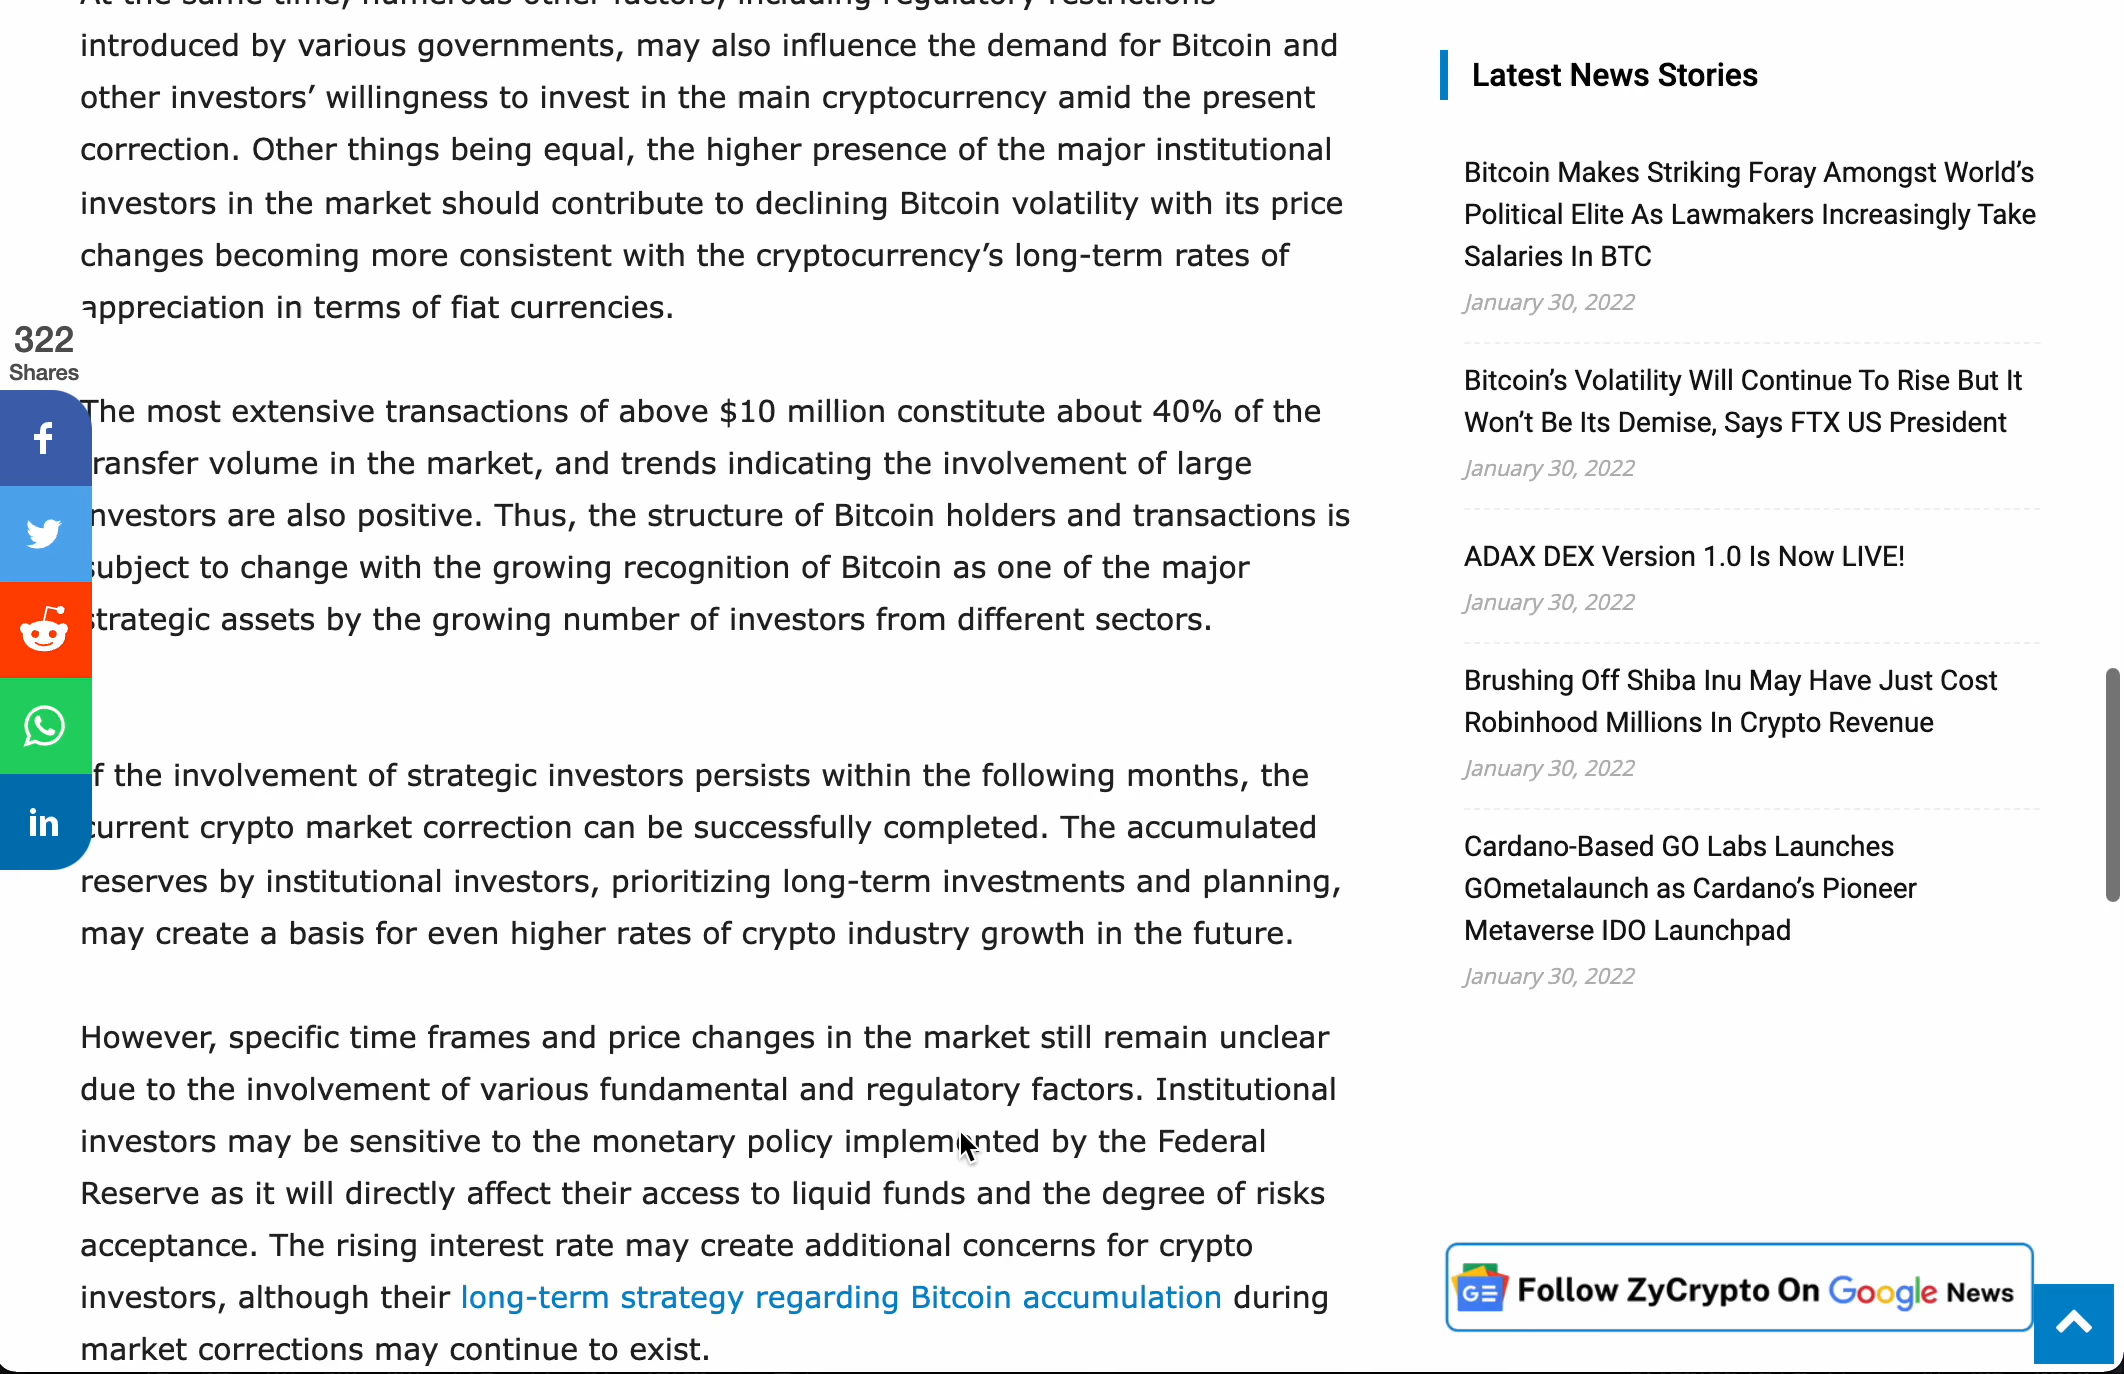 At the same time, numerous other factors, including regulatory restrictions
introduced by various governments, may also influence the demand for Bitcoin and
other investors’ willingness to invest in the main cryptocurrency amid the present
correction. Other things being equal, the higher presence of the major institutional
investors in the market should contribute to declining Bitcoin volatility with its price
changes becoming more consistent with the cryptocurrency’s long-term rates of
appreciation in terms of fiat currencies.
322
Shares
The most extensive transactions of above $10 million constitute about 40% of the
transfer volume in the market, and trends indicating the involvement of large
investors are also positive. Thus, the structure of Bitcoin holders and transactions is
subject to change with the growing recognition of Bitcoin as one of the major
strategic assets by the growing number of investors from different sectors.
If the involvement of strategic investors persists within the following months, the
current crypto market correction can be successfully completed. The accumulated
reserves by institutional investors, prioritizing long-term investments and planning,
may create a basis for even higher rates of crypto industry growth in the future.
However, specific time frames and price changes in the market still remain unclear
due to the involvement of various fundamental and regulatory factors. Institutional
investors may be sensitive to the monetary policy implemented by the Federal
Reserve as it will directly affect their access to liquid funds and the degree of risks
acceptance. The rising interest rate may create additional concerns for crypto
investors, although their long-term strategy regarding Bitcoin accumulation during
market corrections may continue to exist.
Latest News Stories
Bitcoin Makes Striking Foray Amongst World’s
Political Elite As Lawmakers Increasingly Take
Salaries In BTC
January 30, 2022
Bitcoin’s Volatility Will Continue To Rise But It
Won’t Be Its Demise, Says FTX US President
January 30, 2022
ADAX DEX Version 1.0 Is Now LIVE!
January 30, 2022
Brushing Off Shiba Inu May Have Just Cost
Robinhood Millions In Crypto Revenue
January 30, 2022
Cardano-Based GO Labs Launches
GOmetalaunch as Cardano’s Pioneer
Metaverse IDO Launchpad
January 30, 2022
Follow ZyCrypto On Google News